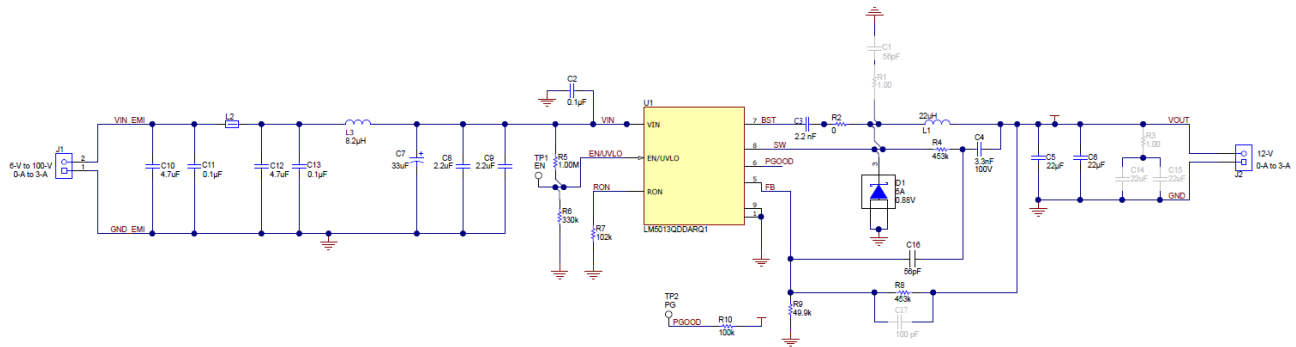 C1
56pF
R1
1.00
C2
0.1µF
U1
VIN_EMI
L2
L3
8.2µH
VIN
VIN
7
BST
C3
2.2 nF
R2
0
22uH
L1
VOUT
J1
6-V to 100-V
0-A to 3-A
2
1
C10
4.7uF
C11
0.1µF
C12
4.7uF
C13
0.1µF
C7
33uF
C8
2.2uF
C9
2.2uF
TP1
EN
R5
1.00M
EN/UVLO
EN/UVLO
8
SW
R4
453k
C4
3.3nF
100V
C5
22µF
C6
22µF
R3
1.00
C14
22uF
C15
22uF
12-V
0-A to 3-A
J2
6
PGOOD
RON
RON
5
FB
3
D1
5A
0.88V
GND
R6
330k
9
1
GND_EMI
R7
102k
LM5013QDDARQ1
C16
56pF
TP2
PG
PGOOD
R10
100k
R9
49.9k
R8
453k
C17
100 pF